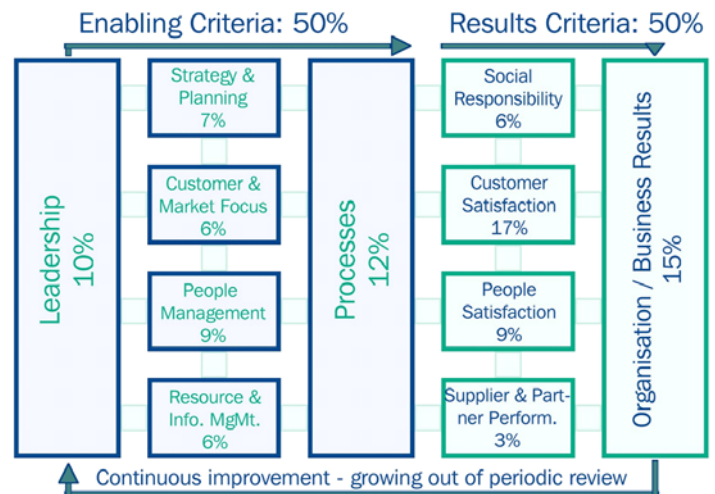 Enabling Criteria: 50%
Results Criteria: 50%
Leadership
10%
Strategy &
Planning
7%
Customer &
Market Focus
6%
People
Management
9%
Resource &
Info. MgMt.
6%
Processes
12%
Social
Responsibility
6%
Customer
Satisfaction
17%
People
Satisfaction
9%
Supplier & Part-
ner Perform.
3%
Organisation / Business Results
15%
Continuous improvement - growing out of periodic review